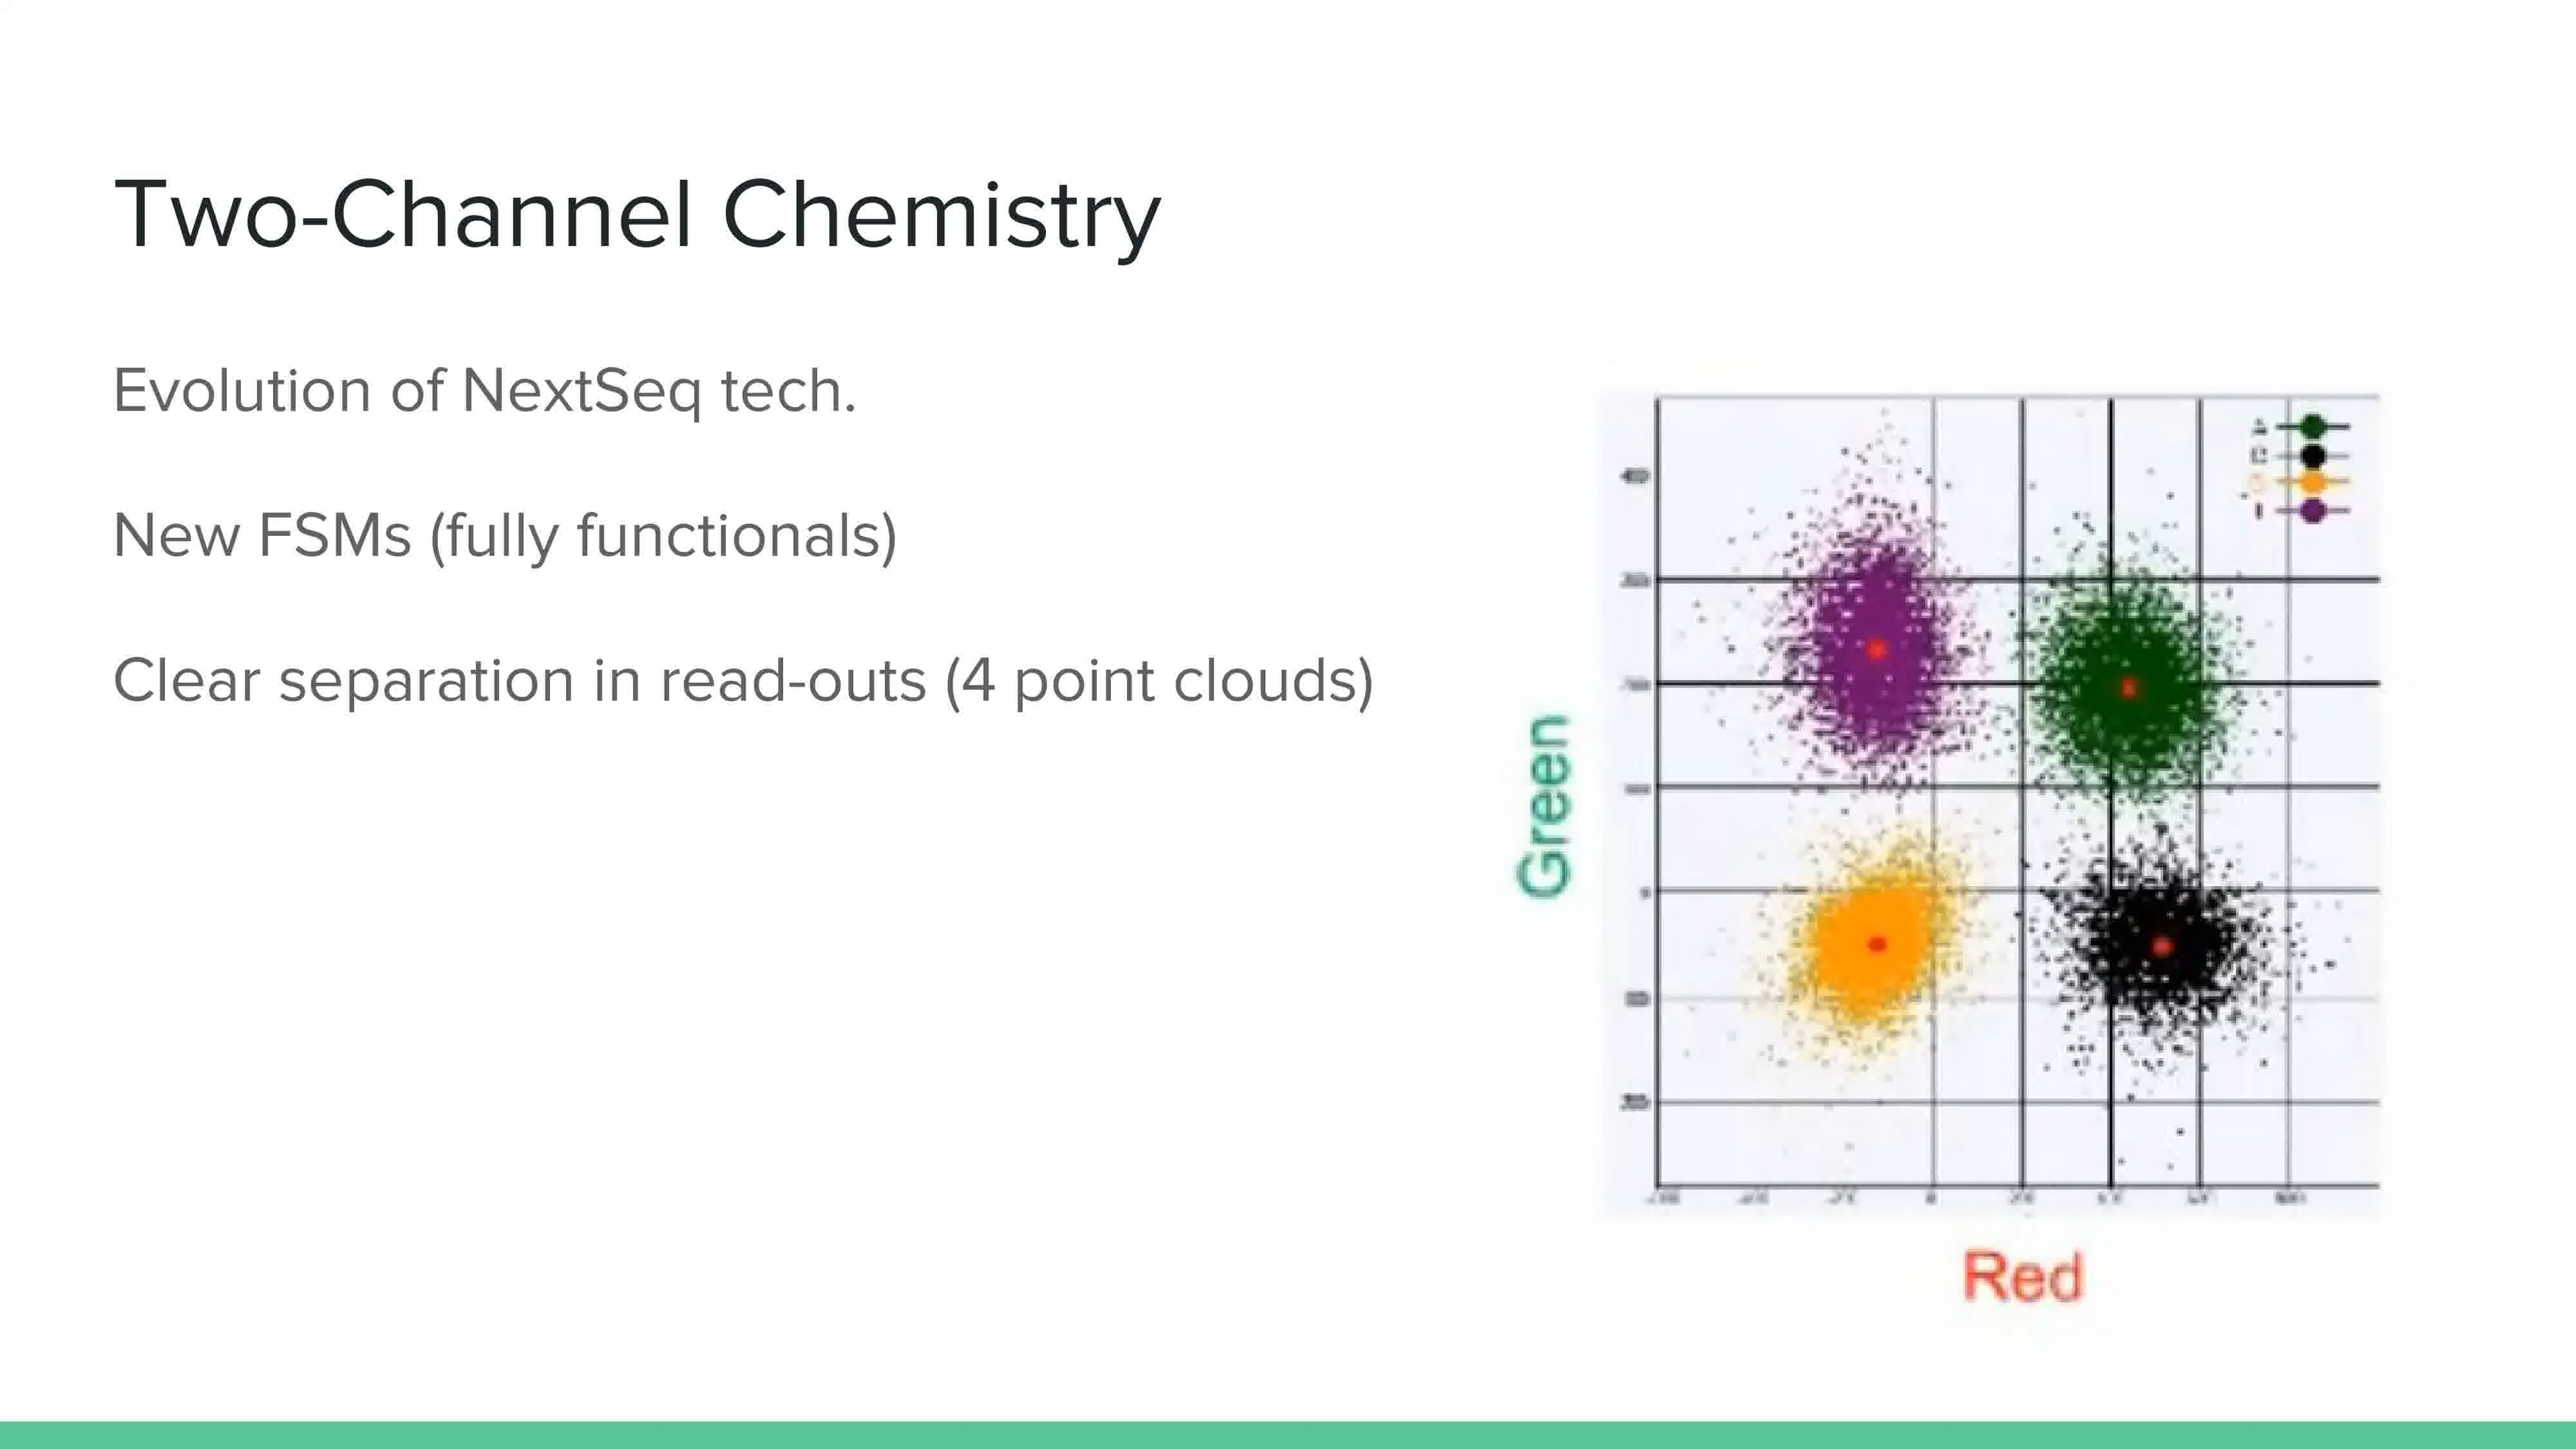 Two-Channel Chemistry
Evolution of NextSeq tech.
New FSMs (fully functionals)
Clear separation in read-outs (4 point clouds)
Green
Red